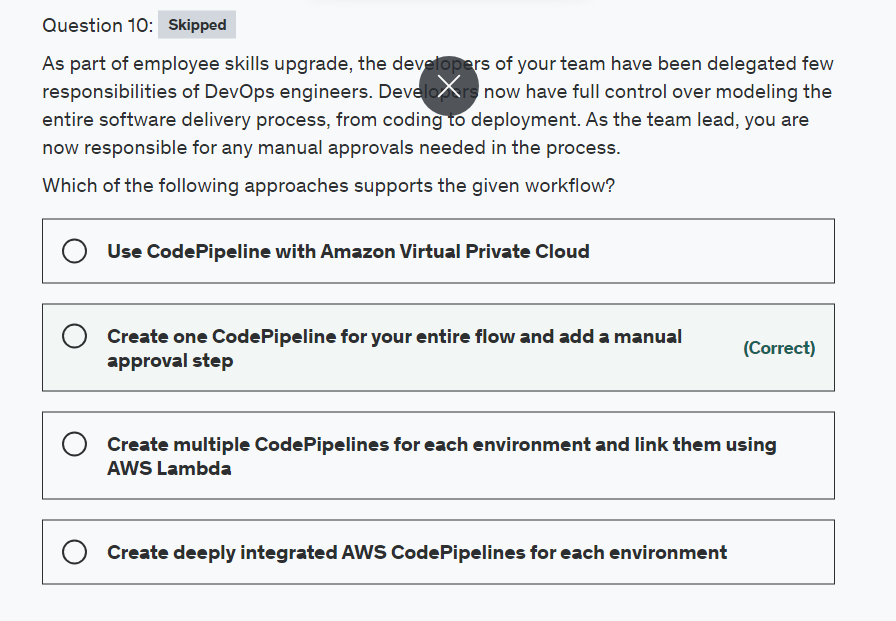 Question 10: Skipped
As part of employee skills upgrade, the developers of your team have been delegated few
responsibilities of DevOps engineers. Developers now have full control over modeling the
entire software delivery process, from coding to deployment. As the team lead, you are
now responsible for any manual approvals needed in the process.
Which of the following approaches supports the given workflow?
Use CodePipeline with Amazon Virtual Private Cloud
Create one CodePipeline for your entire flow and add a manual
approval step
(Correct)
Create multiple CodePipelines for each environment and link them using
AWS Lambda
Create deeply integrated AWS CodePipelines for each environment